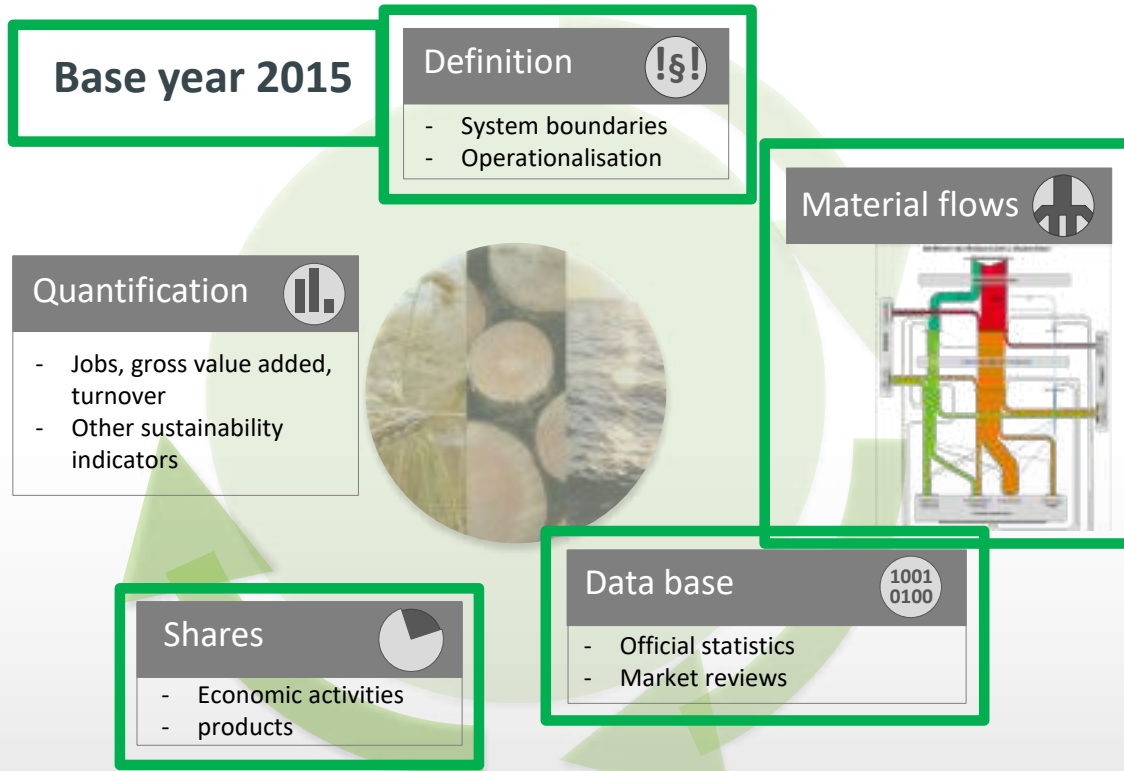 Base year 2015
Definition
!§!
- System boundaries
- Operationalisation
Material flows
Quantification
- Jobs, gross value added,
turnover
- Other sustainability
indicators
Data base
1001
0100
- Official statistics
- Market reviews
Shares
- Economic activities
- products